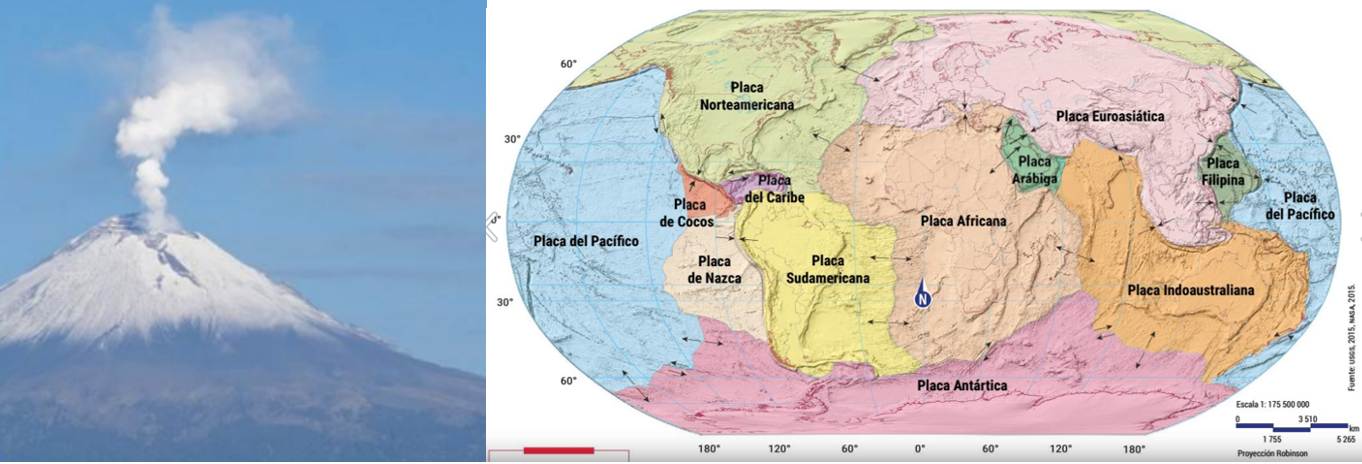 60°
30°
0°
30°
60°
Placa
Norteamericana
Placa Euroasiática
Placa
Arábiga
Placa
Filipina
Placa
del Caribe
Placa
de Cocos
Placa
del Pacífico
Placa Africana
Placa del Pacífico
Placa
de Nazca
Placa
Sudamericana
Placa Indoaustraliana
N
Placa Antártica
180°
120°
60°
0°
60°
120°
180°
Escala 1: 175 500 000
0 3 510
km
1 755 5 265
Proyección Robinson
Fuente: USGS, 2015, NASA, 2015.